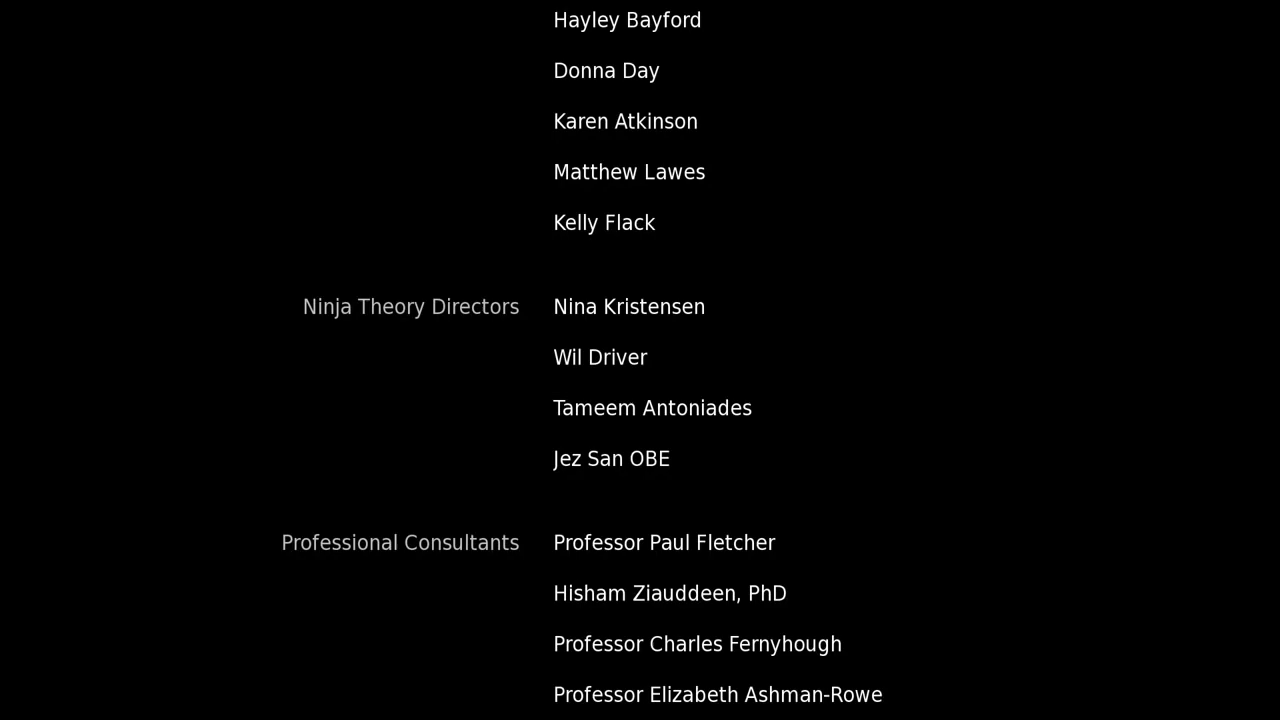 Hayley Bayford
Donna Day
Karen Atkinson
Matthew Lawes
Kelly Flack
Ninja Theory Directors Nina Kristensen
Wil Driver
Tameem Antoniades
Jez San OBE
Professional Consultants Professor Paul Fletcher
Hisham Ziauddeen, PhD
Professor Charles Fernyhough
Professor Elizabeth Ashman-Rowe